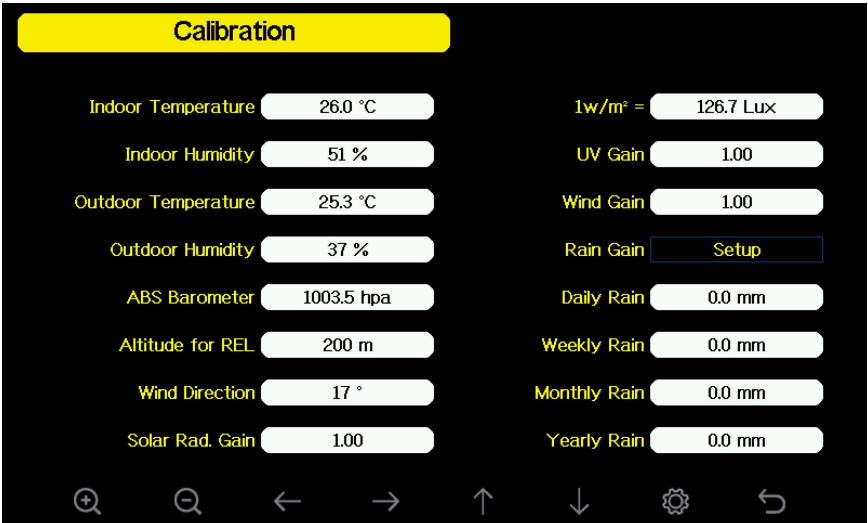 Calibration
Indoor Temperature 26.0 °C
Indoor Humidity 51 %
Outdoor Temperature 25.3 °C
Outdoor Humidity 37 %
ABS Barometer 1003.5 hpa
Altitude for REL 200 m
Wind Direction 17 °
Solar Rad. Gain 1.00
1w/m² = 126.7 Lux
UV Gain 1.00
Wind Gain 1.00
Rain Gain Setup
Daily Rain 0.0 mm
Weekly Rain 0.0 mm
Monthly Rain 0.0 mm
Yearly Rain 0.0 mm